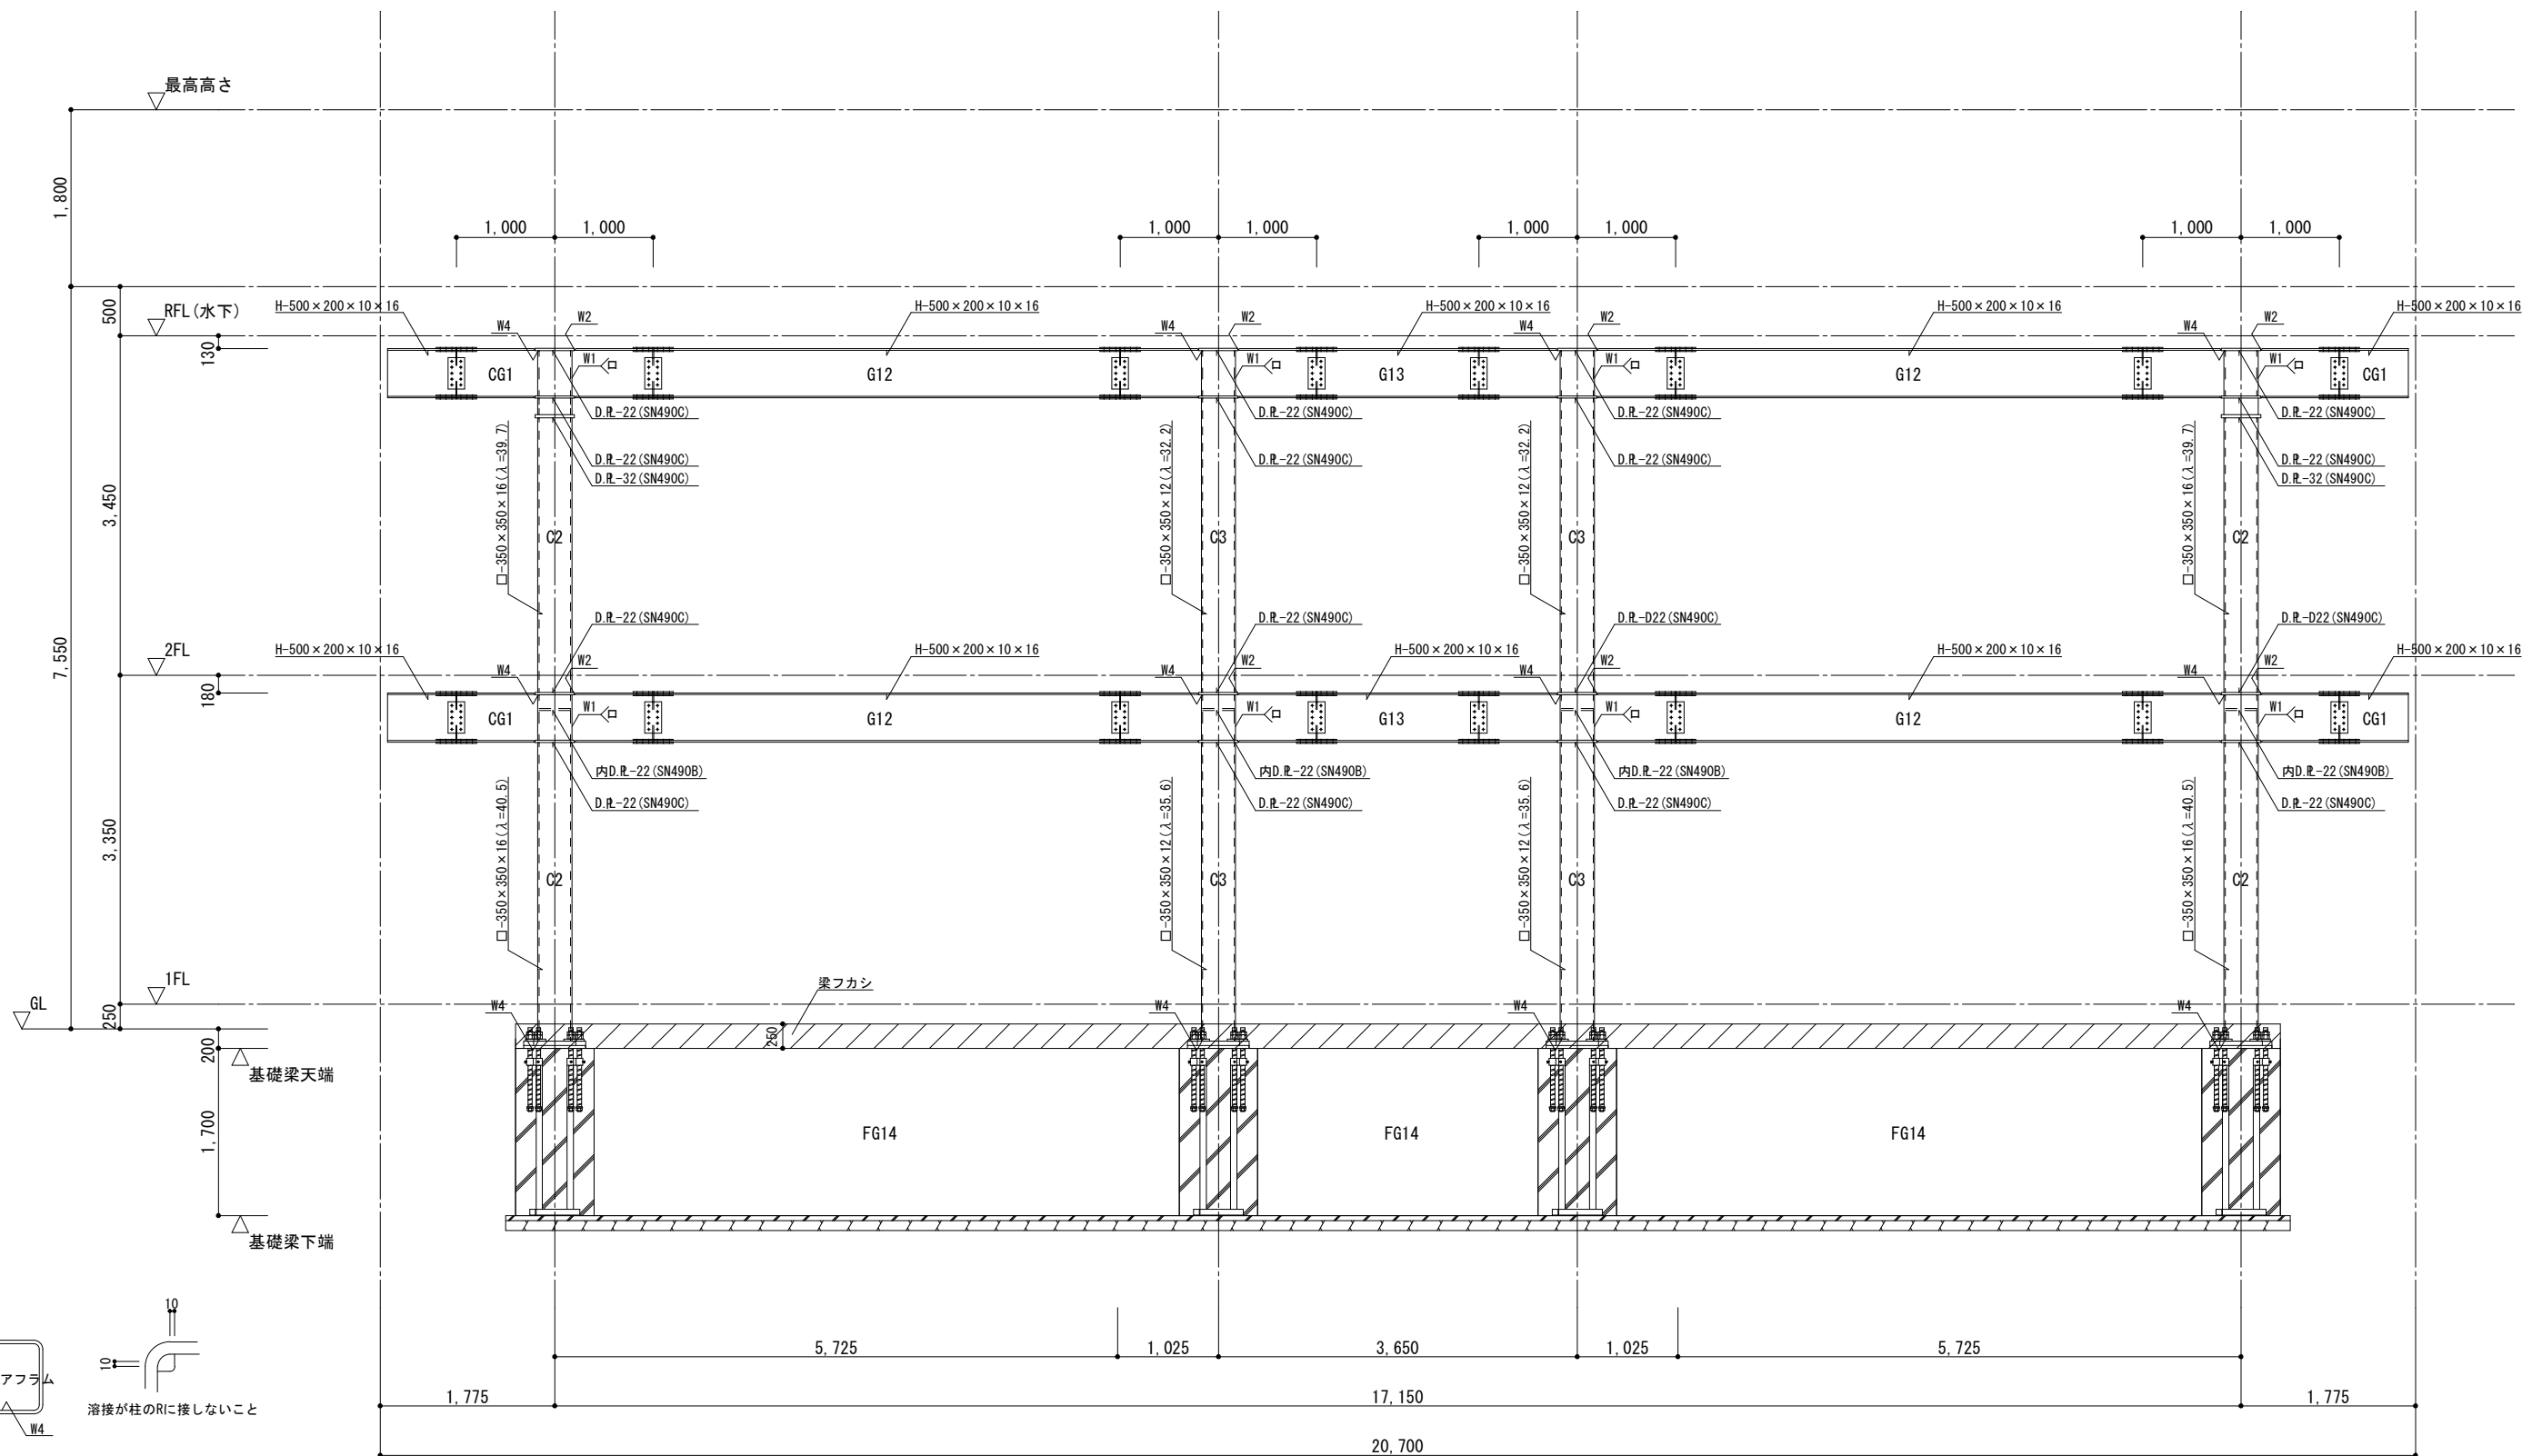 最高高さ
1,800
1,000 1,000 1,000 1,000 1,000 1,000 1,000 1,000
500
RFL(水下)
130
H-500×200×10×16 H-500×200×10×16 H-500×200×10×16 H-500×200×10×16 H-500×200×10×16
W4 W2 W4 W2 W4 W2 W4 W2
W1 W1 W1 W1
CG1 G12 G13 G12 CG1
D.PL-22(SN490C) D.PL-22(SN490C) D.PL-22(SN490C) D.PL-22(SN490C)
D.PL-22(SN490C) D.PL-22(SN490C) D.PL-22(SN490C) D.PL-22(SN490C)
D.PL-32(SN490C) D.PL-32(SN490C)
□-350×350×16(λ=39.7) □-350×350×12(λ=32.2) □-350×350×12(λ=32.2) □-350×350×16(λ=39.7)
3,450
C2 C3 C3 C2
7,550
D.PL-22(SN490C) D.PL-22(SN490C) D.PL-D22(SN490C) D.PL-D22(SN490C)
2FL
180
H-500×200×10×16 H-500×200×10×16 H-500×200×10×16 H-500×200×10×16 H-500×200×10×16
W4 W2 W4 W2 W4 W2 W4 W2
W1 W1 W1 W1
CG1 G12 G13 G12 CG1
内D.PL-22(SN490B) 内D.PL-22(SN490B) 内D.PL-22(SN490B) 内D.PL-22(SN490B)
D.PL-22(SN490C) D.PL-22(SN490C) D.PL-22(SN490C) D.PL-22(SN490C)
□-350×350×16(λ=40.5) □-350×350×12(λ=35.6) □-350×350×12(λ=35.6) □-350×350×16(λ=40.5)
3,350
C2 C3 C3 C2
1FL
梁フカシ
GL
250
W4 W4 W4 W4
250
200
基礎梁天端
1,700
FG14 FG14 FG14
基礎梁下端
10
10
アフラム
W4
溶接が柱のRに接しないこと
5,725 1,025 3,650 1,025 5,725
1,775 17,150 1,775
20,700